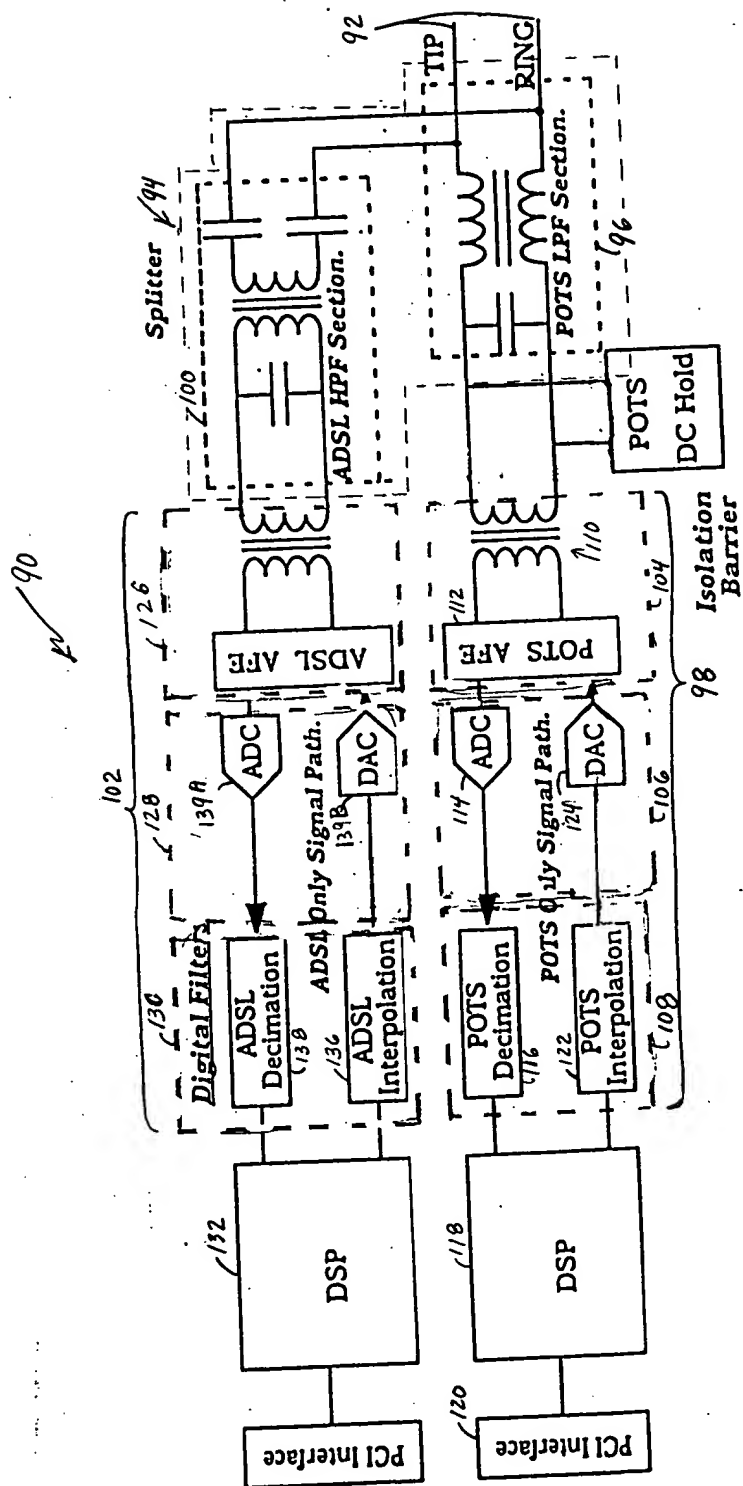 90
102
Splitter
94
100
126
128
130
Digital Filters
PCI Interface
132
DSP
ADSL
Decimation
138
136
ADSL
Interpolation
ADSL Only Signal Path.
139A
ADC
139B
DAC
ADSL AFE
ADSL HPF Section.
92
TIP
RING
120
PCI Interface
118
DSP
POTS
Decimation
116
122
POTS
Interpolation
108
POTS Only Signal Path.
114
ADC
124
DAC
106
112
POTS AFE
104
110
POTS LPF Section.
96
POTS
DC Hold
98
Isolation
Barrier